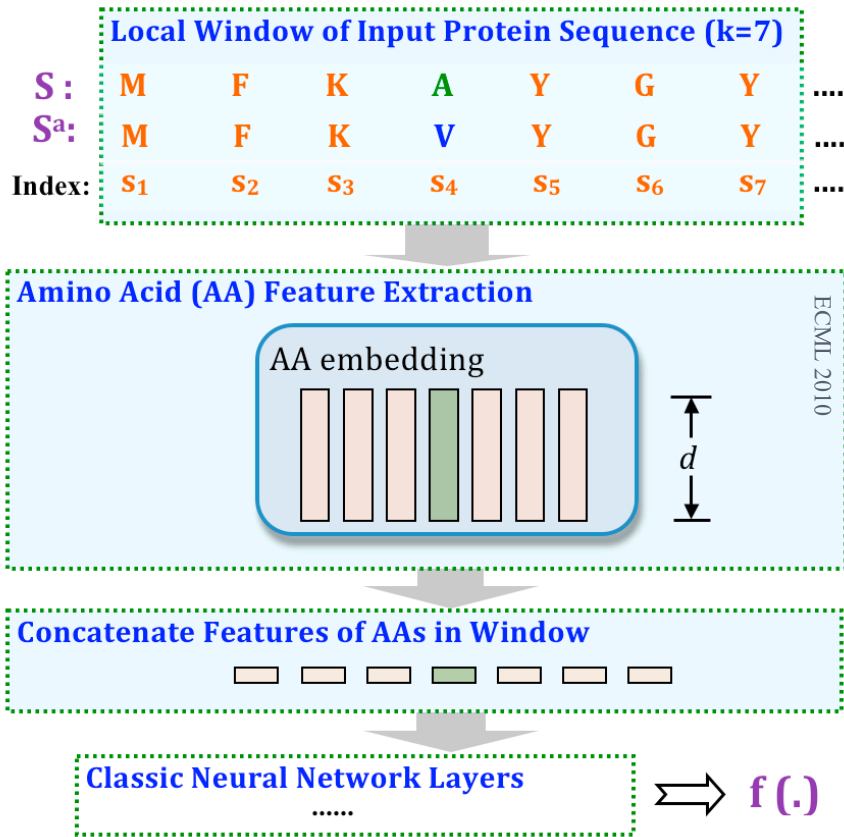 Local Window of Input Protein Sequence (k=7)
S : M F K A Y G Y ....
Sᵃ: M F K V Y G Y ....
Index: s₁ s₂ s₃ s₄ s₅ s₆ s₇ ....
Amino Acid (AA) Feature Extraction
ECML 2010
AA embedding
d
Concatenate Features of AAs in Window
Classic Neural Network Layers
......
f (.)